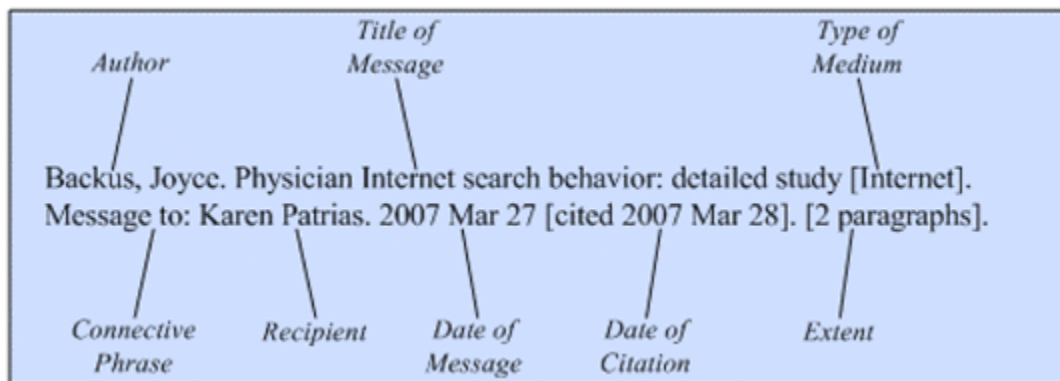 Title of
Message
Type of
Medium
Author
Backus, Joyce. Physician Internet search behavior: detailed study [Internet].
Message to: Karen Patrias. 2007 Mar 27 [cited 2007 Mar 28]. [2 paragraphs].
Connective
Phrase
Recipient
Date of
Message
Date of
Citation
Extent